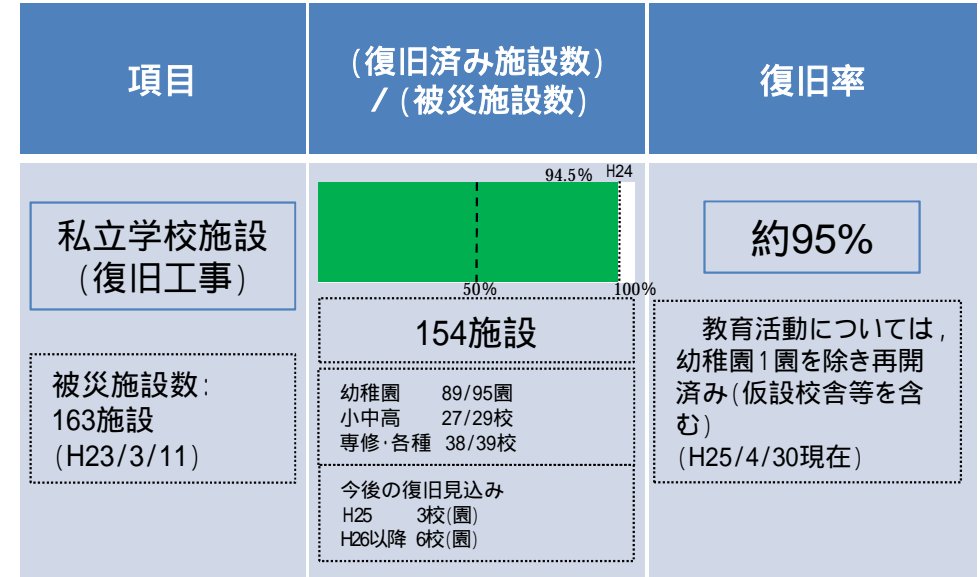 項目
(復旧済み施設数)
/(被災施設数)
復旧率
私立学校施設
(復旧工事)
被災施設数:
163施設
(H23/3/11)
94.5% H24
50% 100%
154施設
幼稚園 89/95園
小中高 27/29校
専修・各種 38/39校
今後の復旧見込み
H25 3校(園)
H26以降 6校(園)
約95%
教育活動については,
幼稚園1園を除き再開
済み(仮設校舎等を含
む)
(H25/4/30現在)